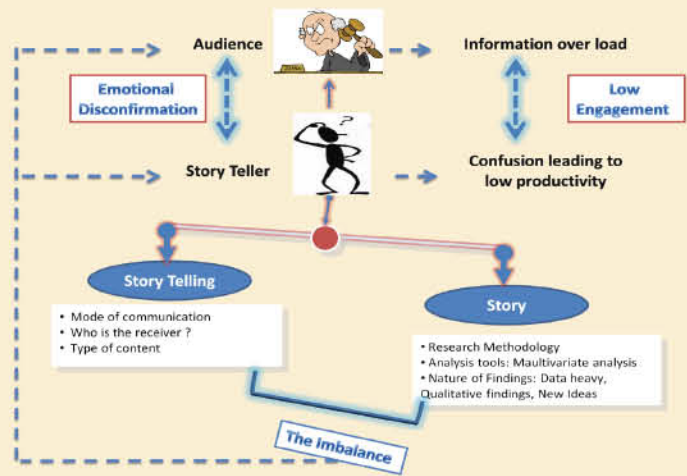 Audience
Information over load
Emotional
Disconfirmation
Low
Engagement
?
Story Teller
Confusion leading to
low productivity
Story Telling
• Mode of communication
• Who is the receiver ?
• Type of content
Story
• Research Methodology
• Analysis tools: Maultivariate analysis
• Nature of Findings: Data heavy,
Qualitative findings, New Ideas
The Imbalance